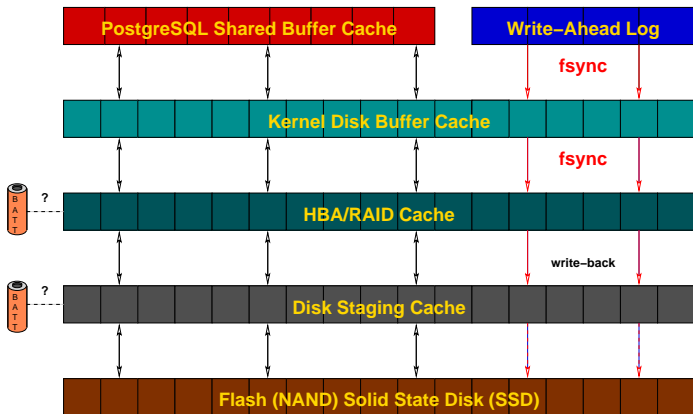 PostgreSQL Shared Buffer Cache
Write−Ahead Log
fsync
Kernel Disk Buffer Cache
fsync
BATT
?
HBA/RAID Cache
write−back
BATT
?
Disk Staging Cache
Flash (NAND) Solid State Disk (SSD)